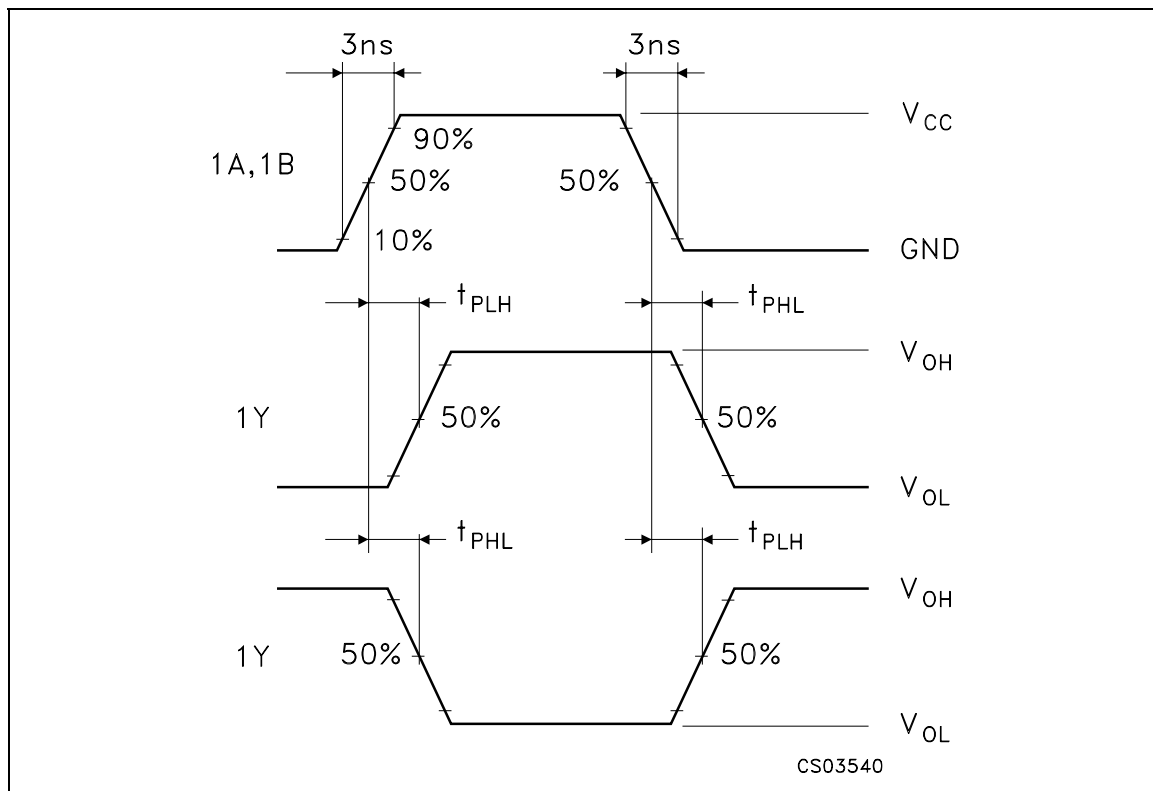 3ns 3ns
V_CC
90%
1A,1B
50% 50%
10%
GND
t_PLH t_PHL
V_OH
1Y 50% 50%
V_OL
t_PHL t_PLH
V_OH
1Y 50% 50%
V_OL
CS03540